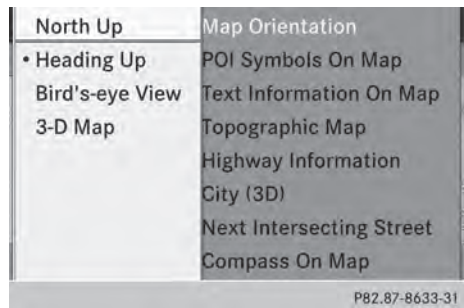 North Up
• Heading Up
Bird's-eye View
3-D Map
Map Orientation
POI Symbols On Map
Text Information On Map
Topographic Map
Highway Information
City (3D)
Next Intersecting Street
Compass On Map
P82.87-8633-31